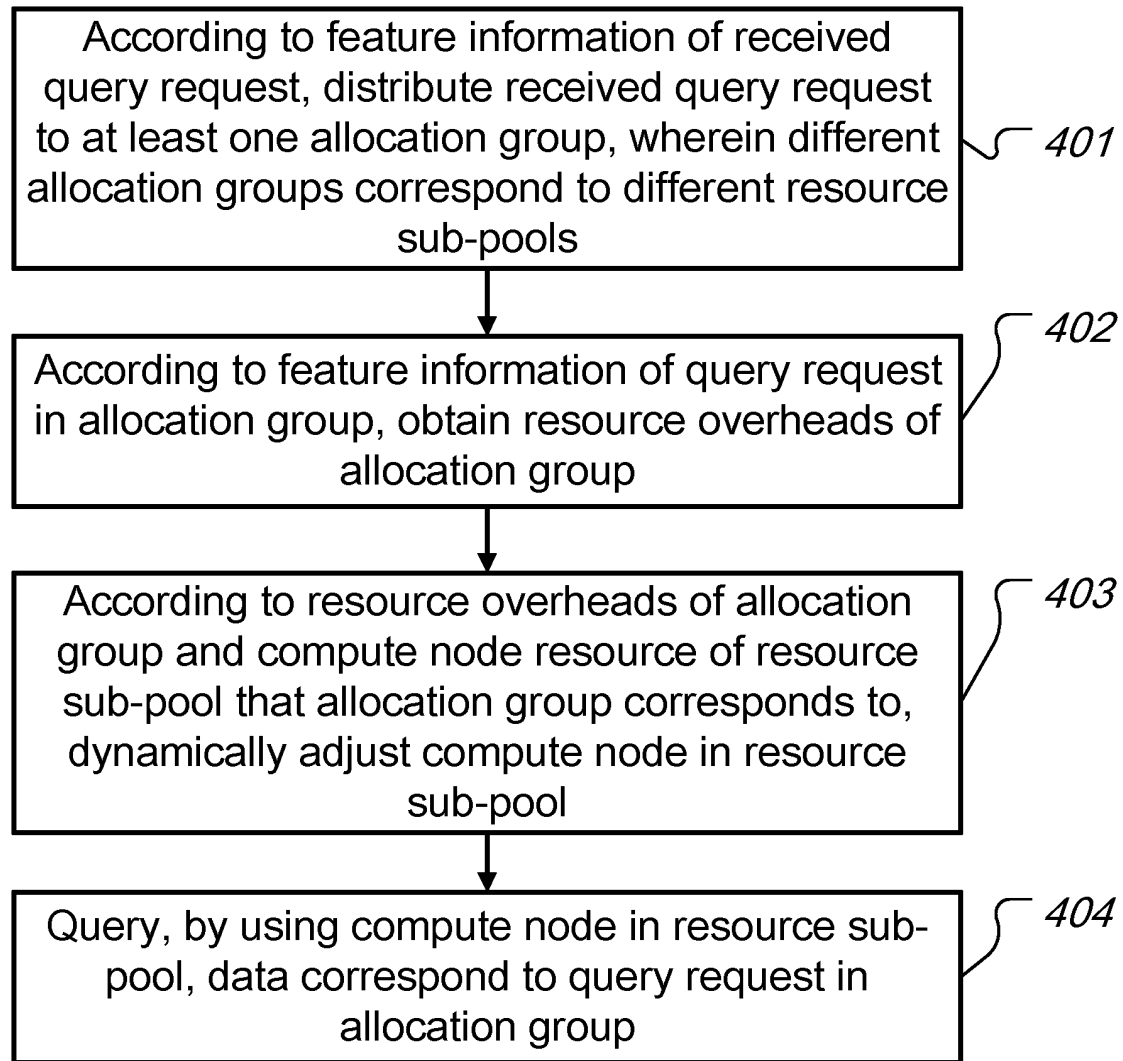 According to feature information of received
query request, distribute received query request
to at least one allocation group, wherein different
allocation groups correspond to different resource
sub-pools
401
According to feature information of query request
in allocation group, obtain resource overheads of
allocation group
402
According to resource overheads of allocation
group and compute node resource of resource
sub-pool that allocation group corresponds to,
dynamically adjust compute node in resource
sub-pool
403
Query, by using compute node in resource sub-
pool, data correspond to query request in
allocation group
404